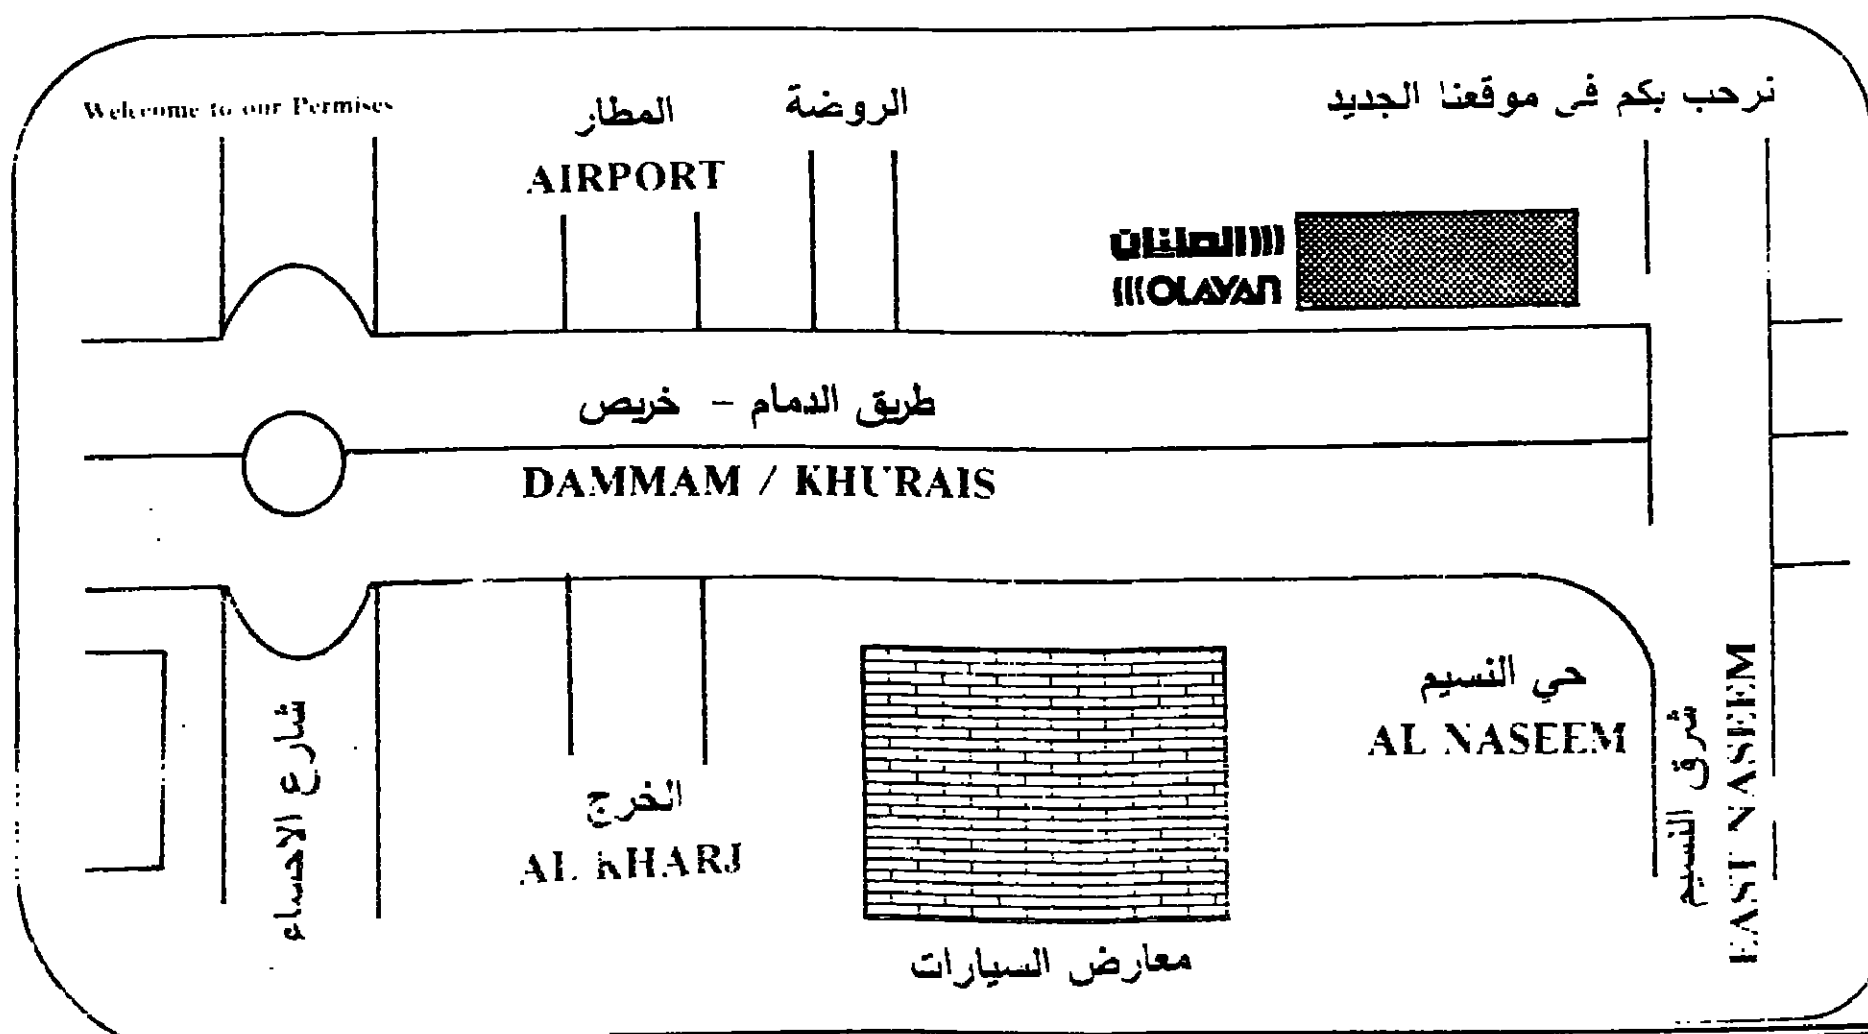 نرحب بكم في موقعنا الجديد
Welcome to our Permises
الروضة
المطار
AIRPORT
العليان
OLAYAN
طريق الدمام - خريص
DAMMAM / KHURAIS
حي النسيم
AL NASEEM
شرق النسيم
EAST NASEEM
شارع الاحساء
الخرج
AL KHARJ
معارض السيارات